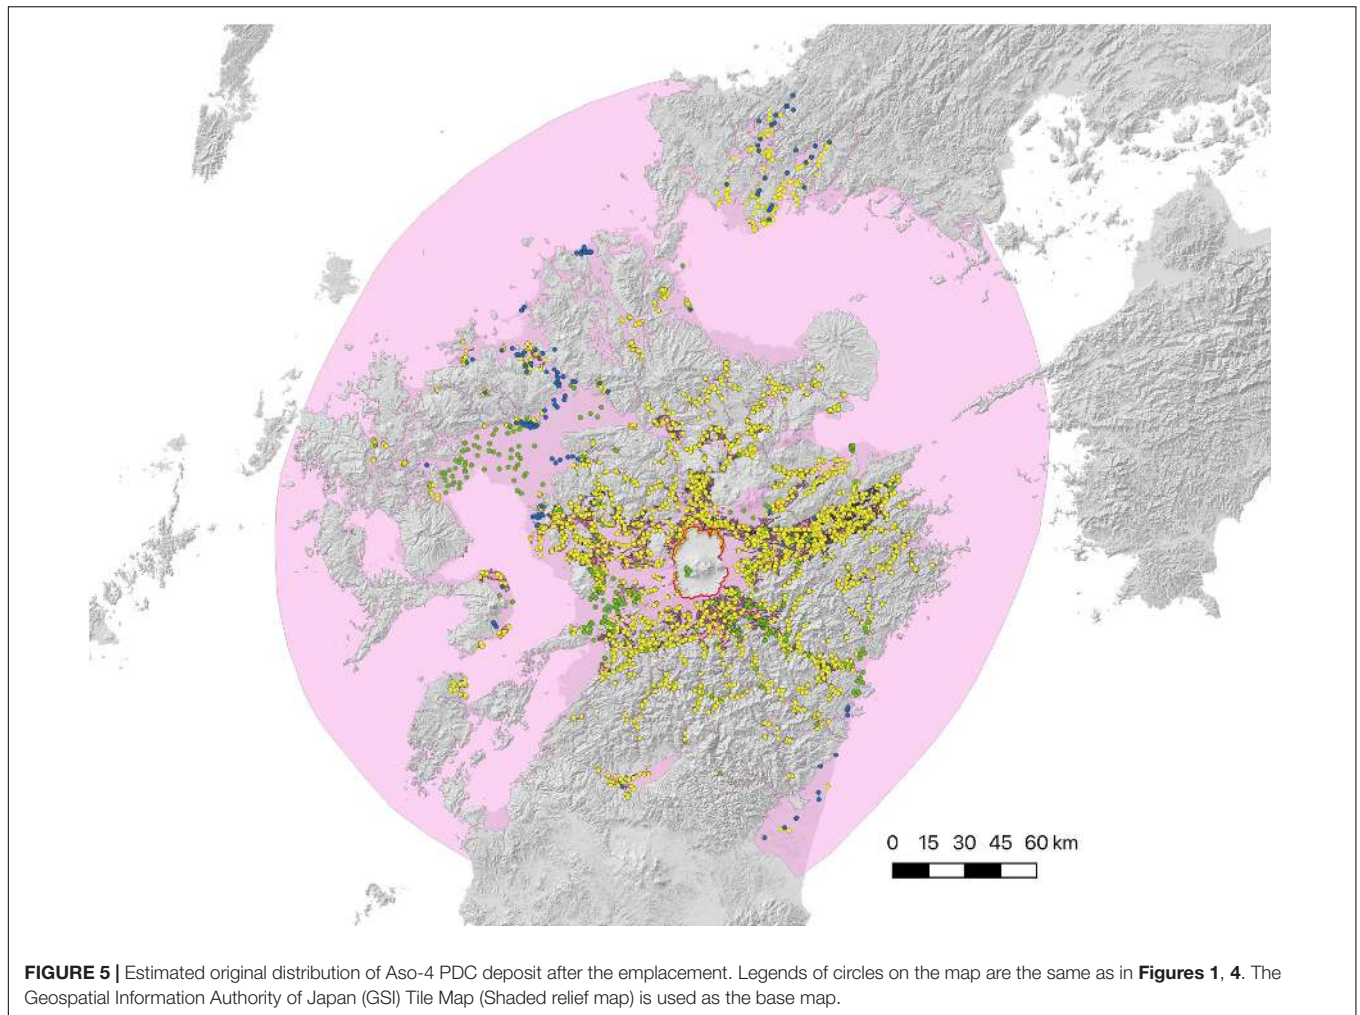 0 15 30 45 60 km
FIGURE 5 | Estimated original distribution of Aso-4 PDC deposit after the emplacement. Legends of circles on the map are the same as in Figures 1, 4. The
Geospatial Information Authority of Japan (GSI) Tile Map (Shaded relief map) is used as the base map.